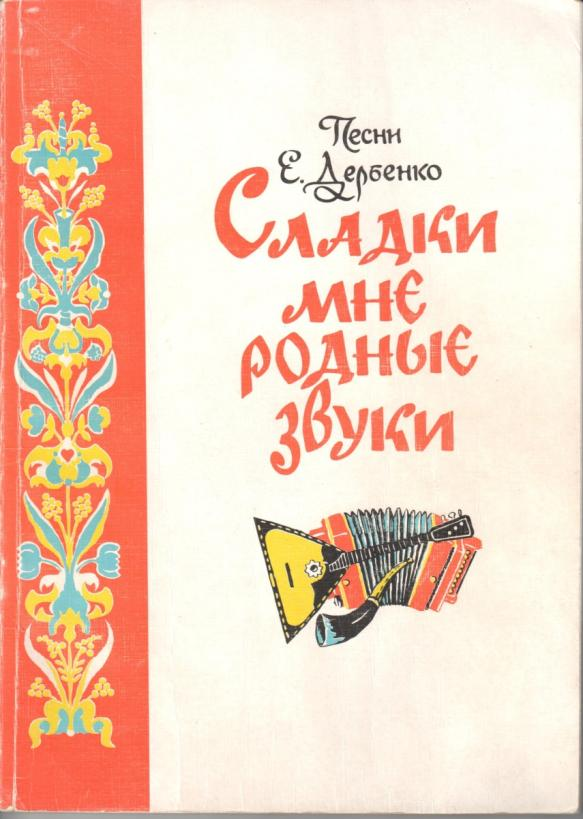 Песни
Е. Дербенко
Сладки
мне
родные
звуки